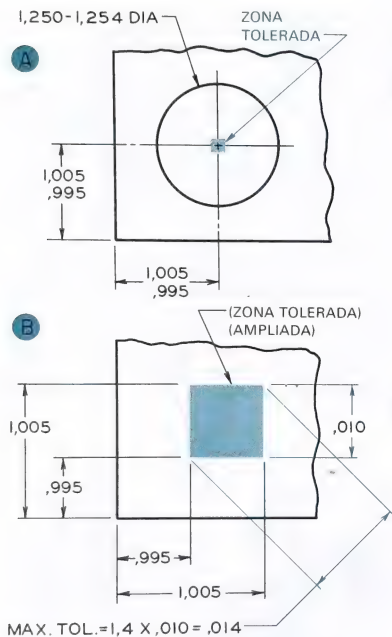 1,250-1,254 DIA
ZONA
TOLERADA
A
1,005
,995
1,005
,995
B
(ZONA TOLERADA)
(AMPLIADA)
1,005
,010
,995
,995
1,005
MAX. TOL.=1,4 X ,010 = ,014